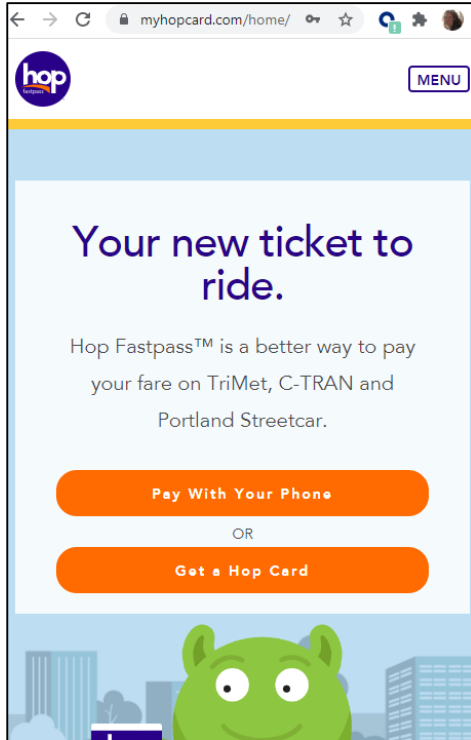 myhopcard.com/home/
hop
fastpass
MENU
Your new ticket to
ride.
Hop Fastpass™ is a better way to pay
your fare on TriMet, C-TRAN and
Portland Streetcar.
Pay With Your Phone
OR
Get a Hop Card